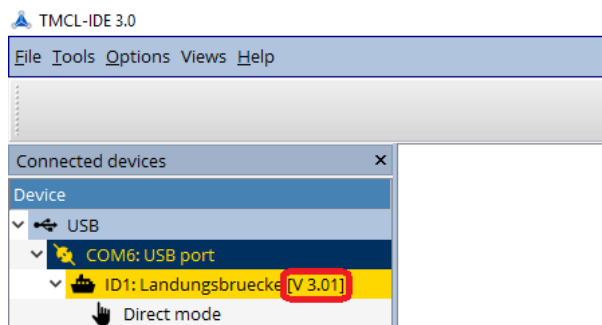 TMCL-IDE 3.0
File Tools Options Views Help
Connected devices ×
Device
USB
COM6: USB port
ID1: Landungsbruecke [V 3.01]
Direct mode